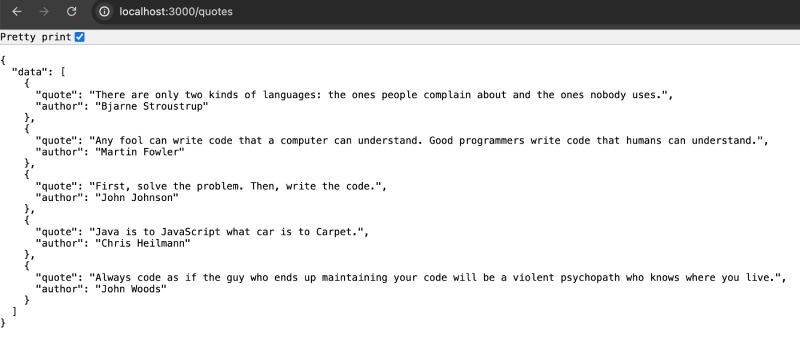 localhost:3000/quotes
Pretty print
{
  "data": [
    {
      "quote": "There are only two kinds of languages: the ones people complain about and the ones nobody uses.",
      "author": "Bjarne Stroustrup"
    },
    {
      "quote": "Any fool can write code that a computer can understand. Good programmers write code that humans can understand.",
      "author": "Martin Fowler"
    },
    {
      "quote": "First, solve the problem. Then, write the code.",
      "author": "John Johnson"
    },
    {
      "quote": "Java is to JavaScript what car is to Carpet.",
      "author": "Chris Heilmann"
    },
    {
      "quote": "Always code as if the guy who ends up maintaining your code will be a violent psychopath who knows where you live.",
      "author": "John Woods"
    }
  ]
}